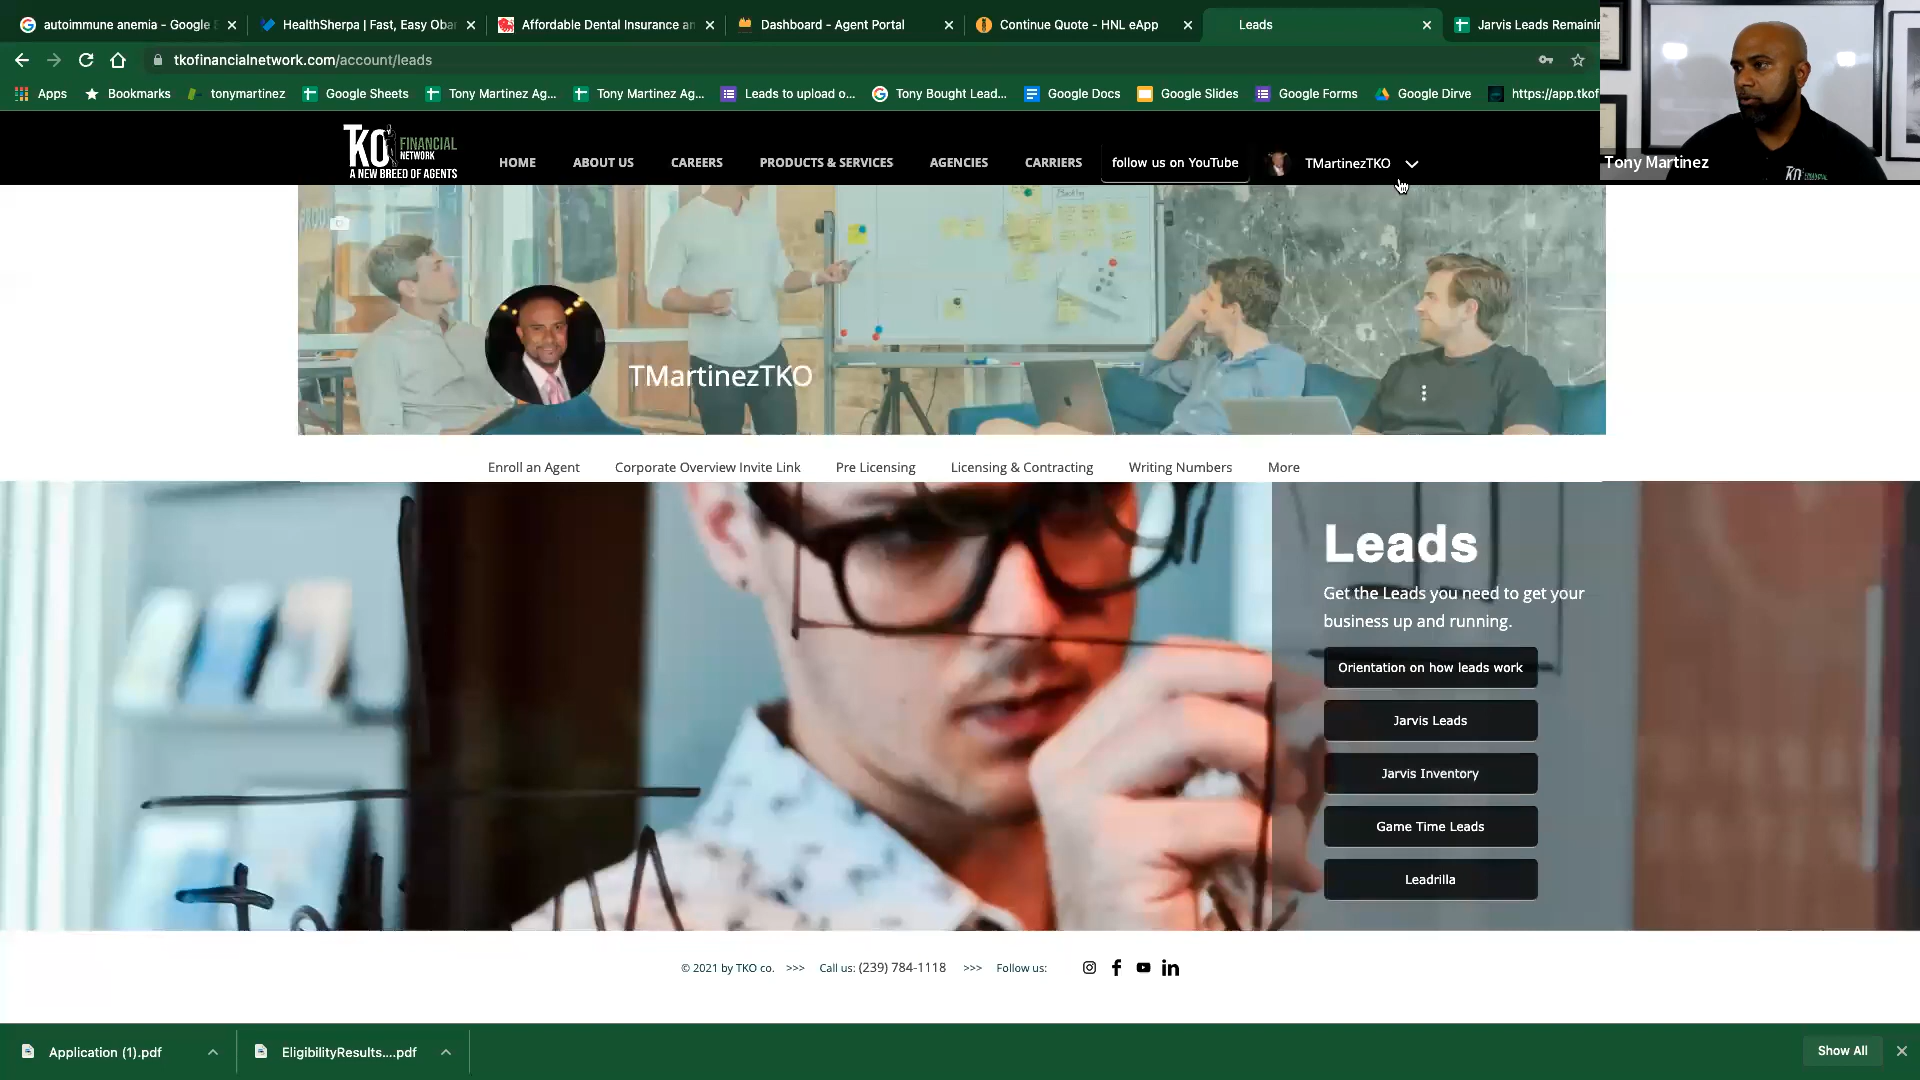 autoimmune anemia - Google
HealthSherpa | Fast, Easy Oba
Affordable Dental Insurance an
Dashboard - Agent Portal
Continue Quote - HNL eApp
Leads
Jarvis Leads Remainin
tkofinancialnetwork.com/account/leads
Apps
Bookmarks
tonymartinez
Google Sheets
Tony Martinez Ag...
Tony Martinez Ag...
Leads to upload o...
Tony Bought Lead...
Google Docs
Google Slides
Google Forms
Google Dirve
https://app.tkof
TKO FINANCIAL NETWORK
A NEW BREED OF AGENTS
HOME
ABOUT US
CAREERS
PRODUCTS & SERVICES
AGENCIES
CARRIERS
follow us on YouTube
TMartinezTKO
Tony Martinez
Backlog
TMartinezTKO
Enroll an Agent
Corporate Overview Invite Link
Pre Licensing
Licensing & Contracting
Writing Numbers
More
Leads
Get the Leads you need to get your
business up and running.
Orientation on how leads work
Jarvis Leads
Jarvis Inventory
Game Time Leads
Leadrilla
© 2021 by TKO co. >>> Call us: (239) 784-1118 >>> Follow us:
Application (1).pdf
EligibilityResults....pdf
Show All